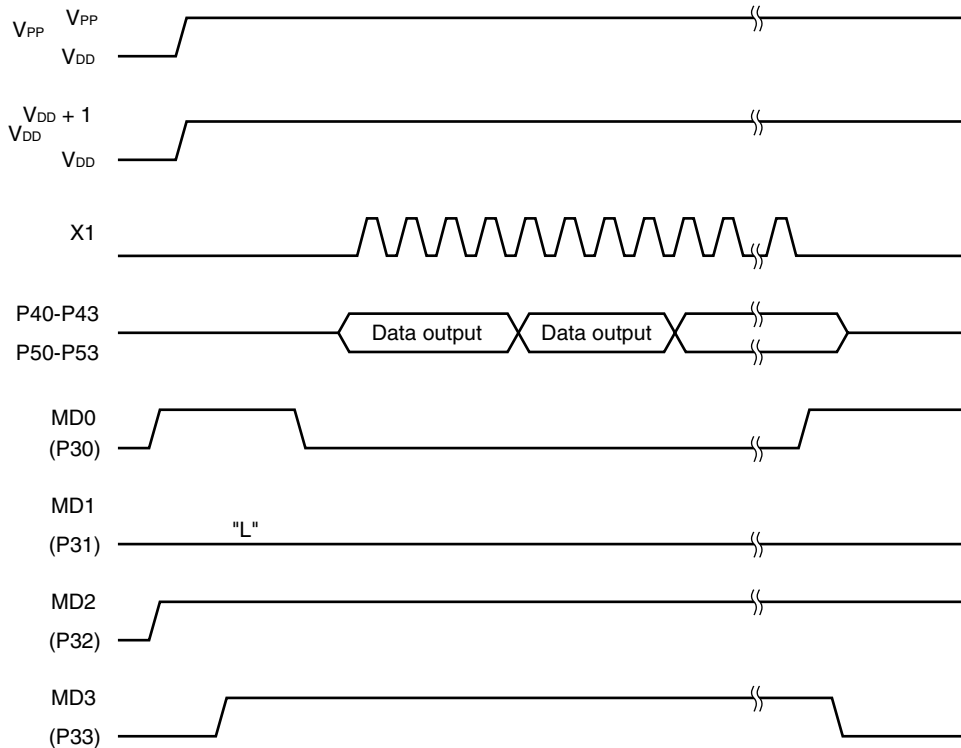 VPP
VPP
VDD
VDD + 1
VDD
VDD
X1
P40-P43
P50-P53
Data output
Data output
MD0
(P30)
MD1
(P31)
"L"
MD2
(P32)
MD3
(P33)